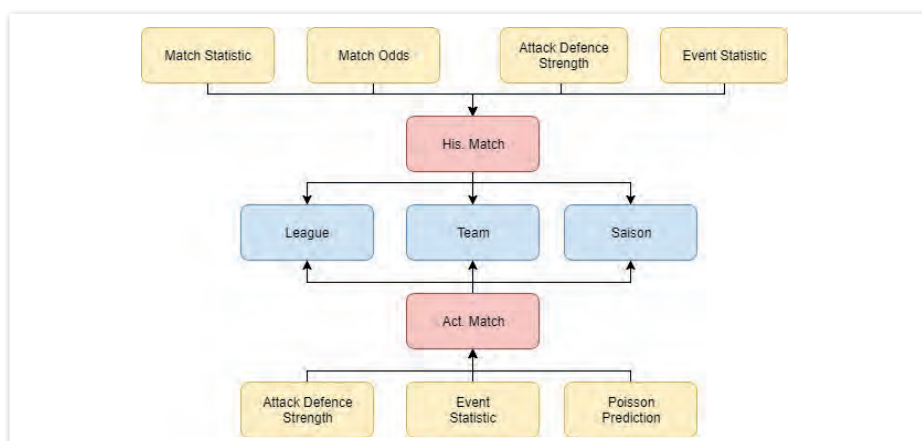 Match Statistic
Match Odds
Attack Defence
Strength
Event Statistic
His. Match
League
Team
Saison
Act. Match
Attack Defence
Strength
Event
Statistic
Poisson
Prediction